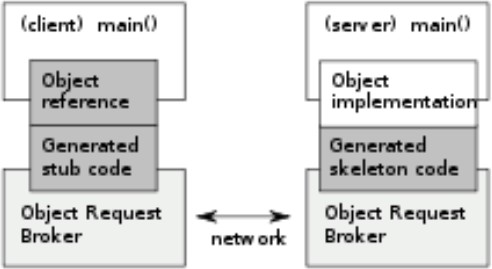 (client) main()
Object
reference
Generated
stub code
Object Request
Broker
network
(server) main()
Object
implementation
Generated
skeleton code
Object Request
Broker